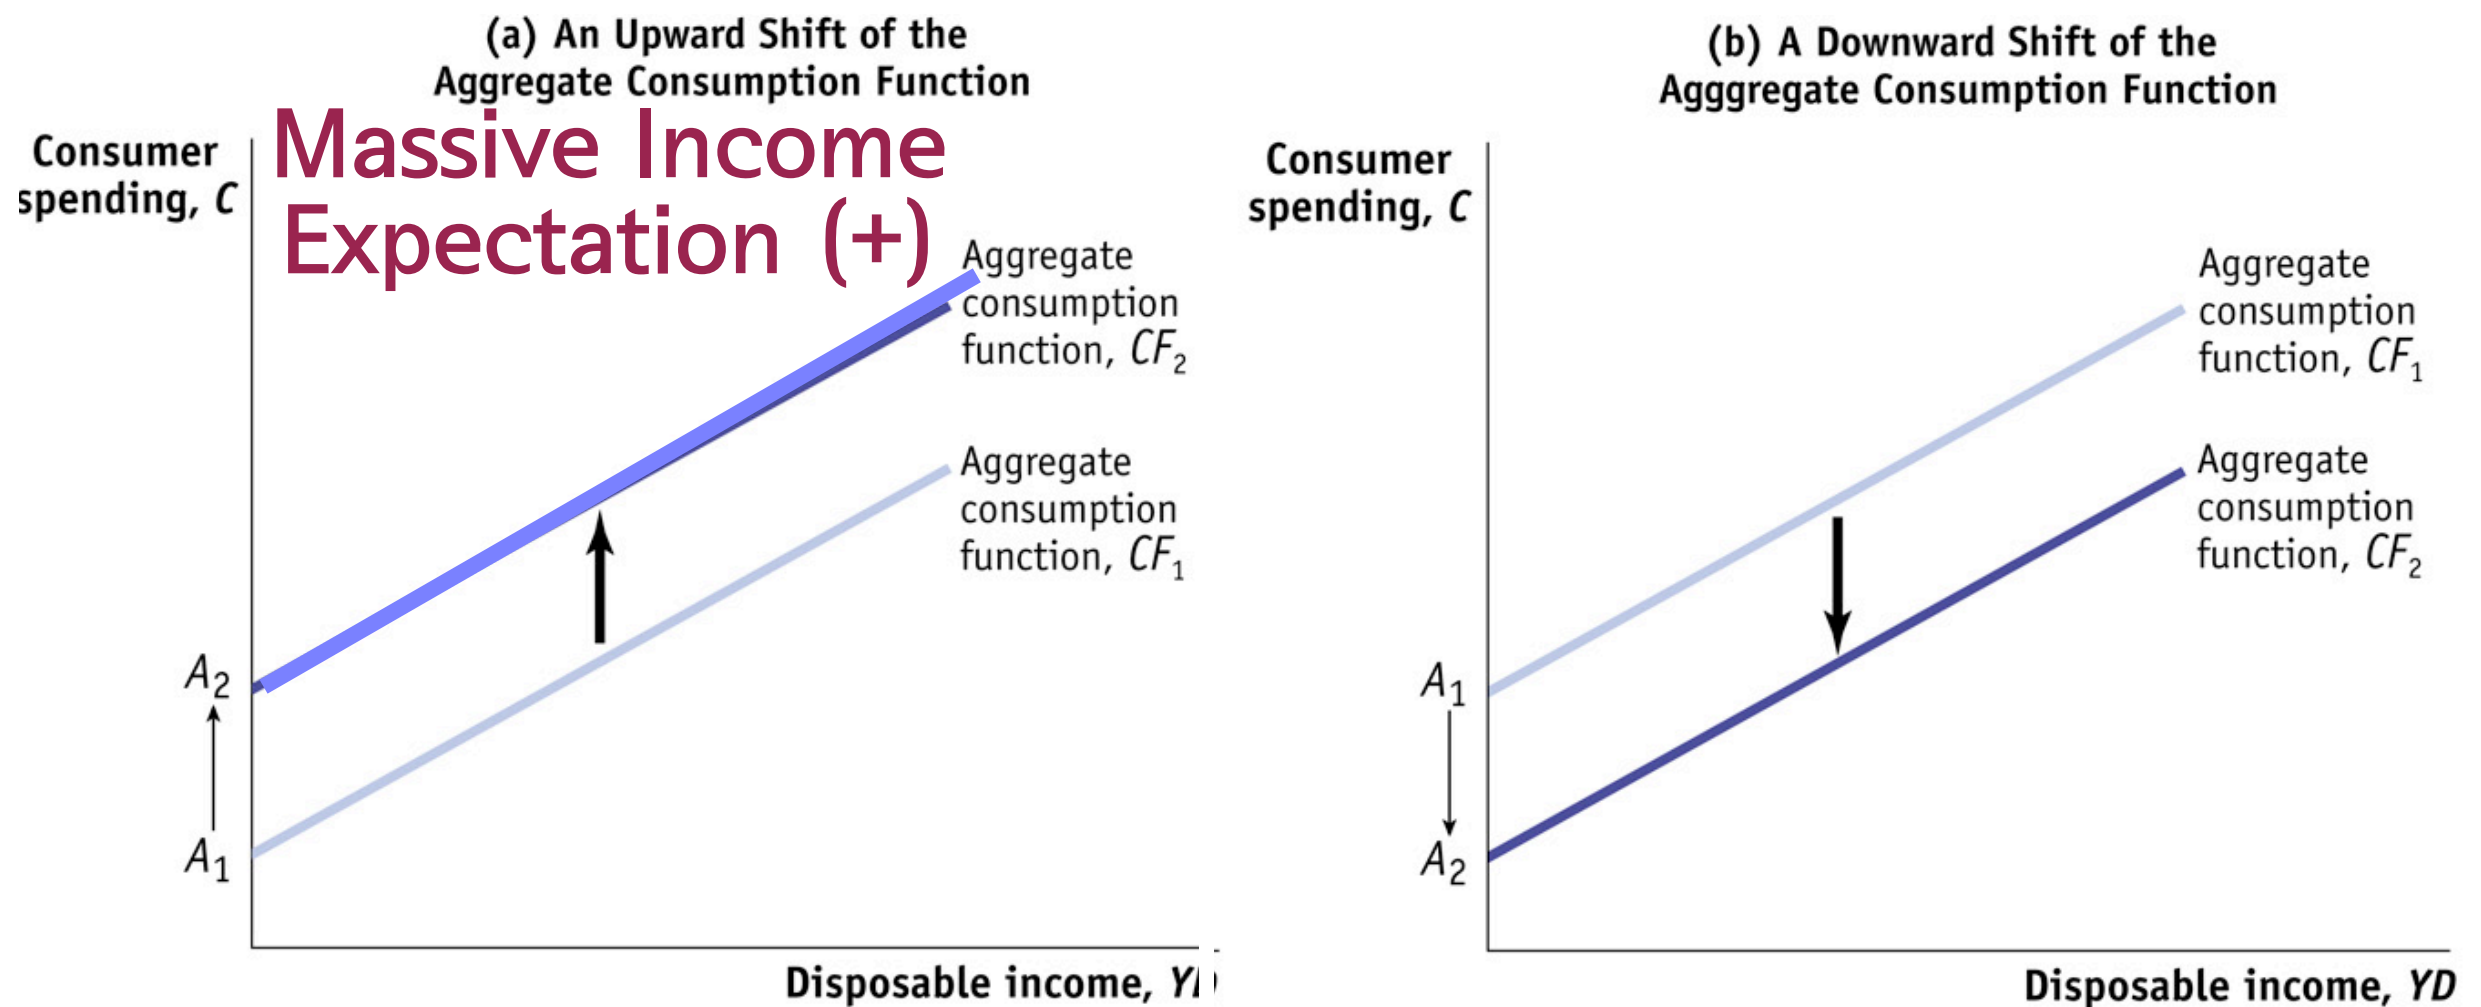 (a) An Upward Shift of the
Aggregate Consumption Function
Massive Income
Expectation (+)
Consumer
spending, C
Aggregate
consumption
function, CF2
Aggregate
consumption
function, CF1
A2
A1
Disposable income, YD
(b) A Downward Shift of the
Agggregate Consumption Function
Consumer
spending, C
Aggregate
consumption
function, CF1
Aggregate
consumption
function, CF2
A1
A2
Disposable income, YD